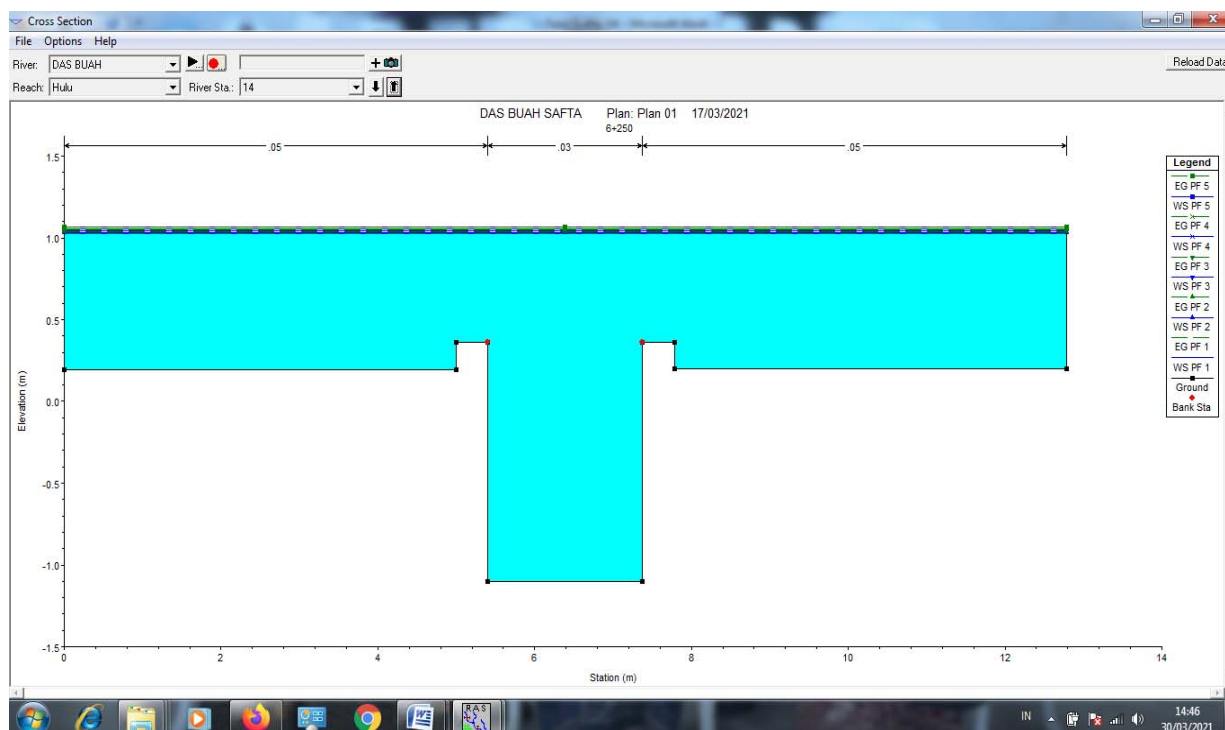 Cross Section
File Options Help
River: DAS BUAH
Reload Data
Reach: Hulu River Sta.: 14
DAS BUAH SAFTA Plan: Plan 01 17/03/2021
6+250
.05 .03 .05
Legend
EG PF 5
WS PF 5
EG PF 4
WS PF 4
EG PF 3
WS PF 3
EG PF 2
WS PF 2
EG PF 1
WS PF 1
Ground
Bank Sta
1.5
1.0
0.5
0.0
-0.5
-1.0
-1.5
Elevation (m)
0 2 4 6 8 10 12 14
Station (m)
RAS
IN
14:46
30/03/2021